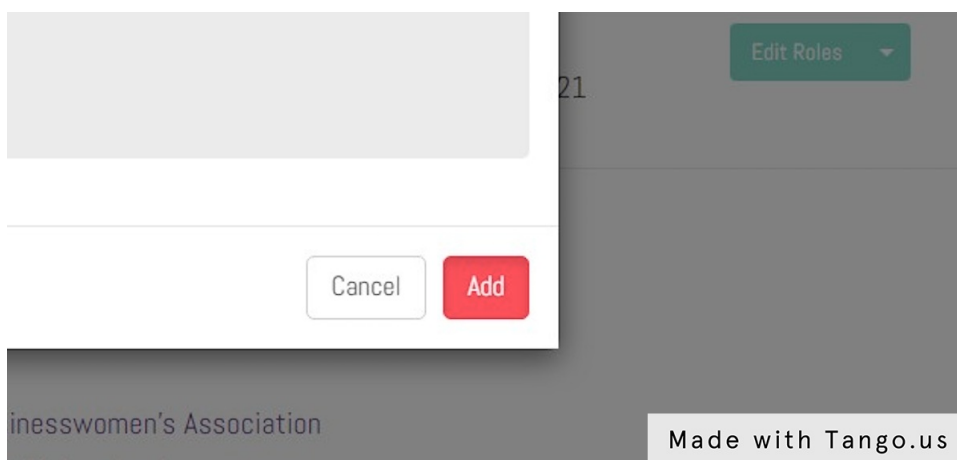 Edit Roles
21
Cancel
Add
inesswomen's Association
Made with Tango.us